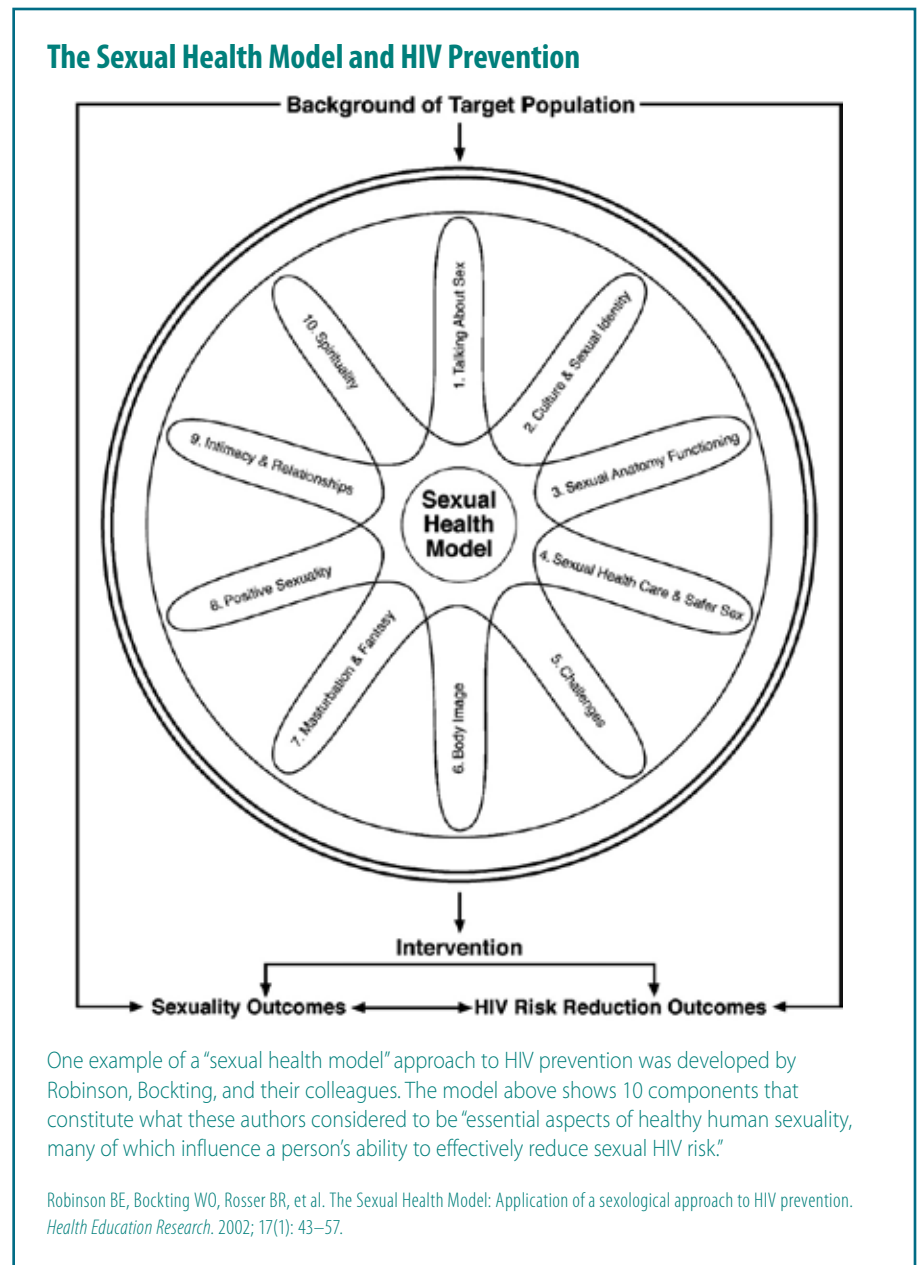 The Sexual Health Model and HIV Prevention
Background of Target Population
1. Talking About Sex
2. Culture & Sexual Identity
3. Sexual Anatomy Functioning
4. Sexual Health Care & Safer Sex
5. Challenges
6. Body Image
7. Masturbation & Fantasy
8. Positive Sexuality
9. Intimacy & Relationships
10. Spirituality
Sexual
Health
Model
Intervention
Sexuality Outcomes
HIV Risk Reduction Outcomes
One example of a “sexual health model” approach to HIV prevention was developed by
Robinson, Bockting, and their colleagues. The model above shows 10 components that
constitute what these authors considered to be “essential aspects of healthy human sexuality,
many of which influence a person’s ability to effectively reduce sexual HIV risk.”
Robinson BE, Bockting WO, Rosser BR, et al. The Sexual Health Model: Application of a sexological approach to HIV prevention.
Health Education Research. 2002; 17(1): 43–57.